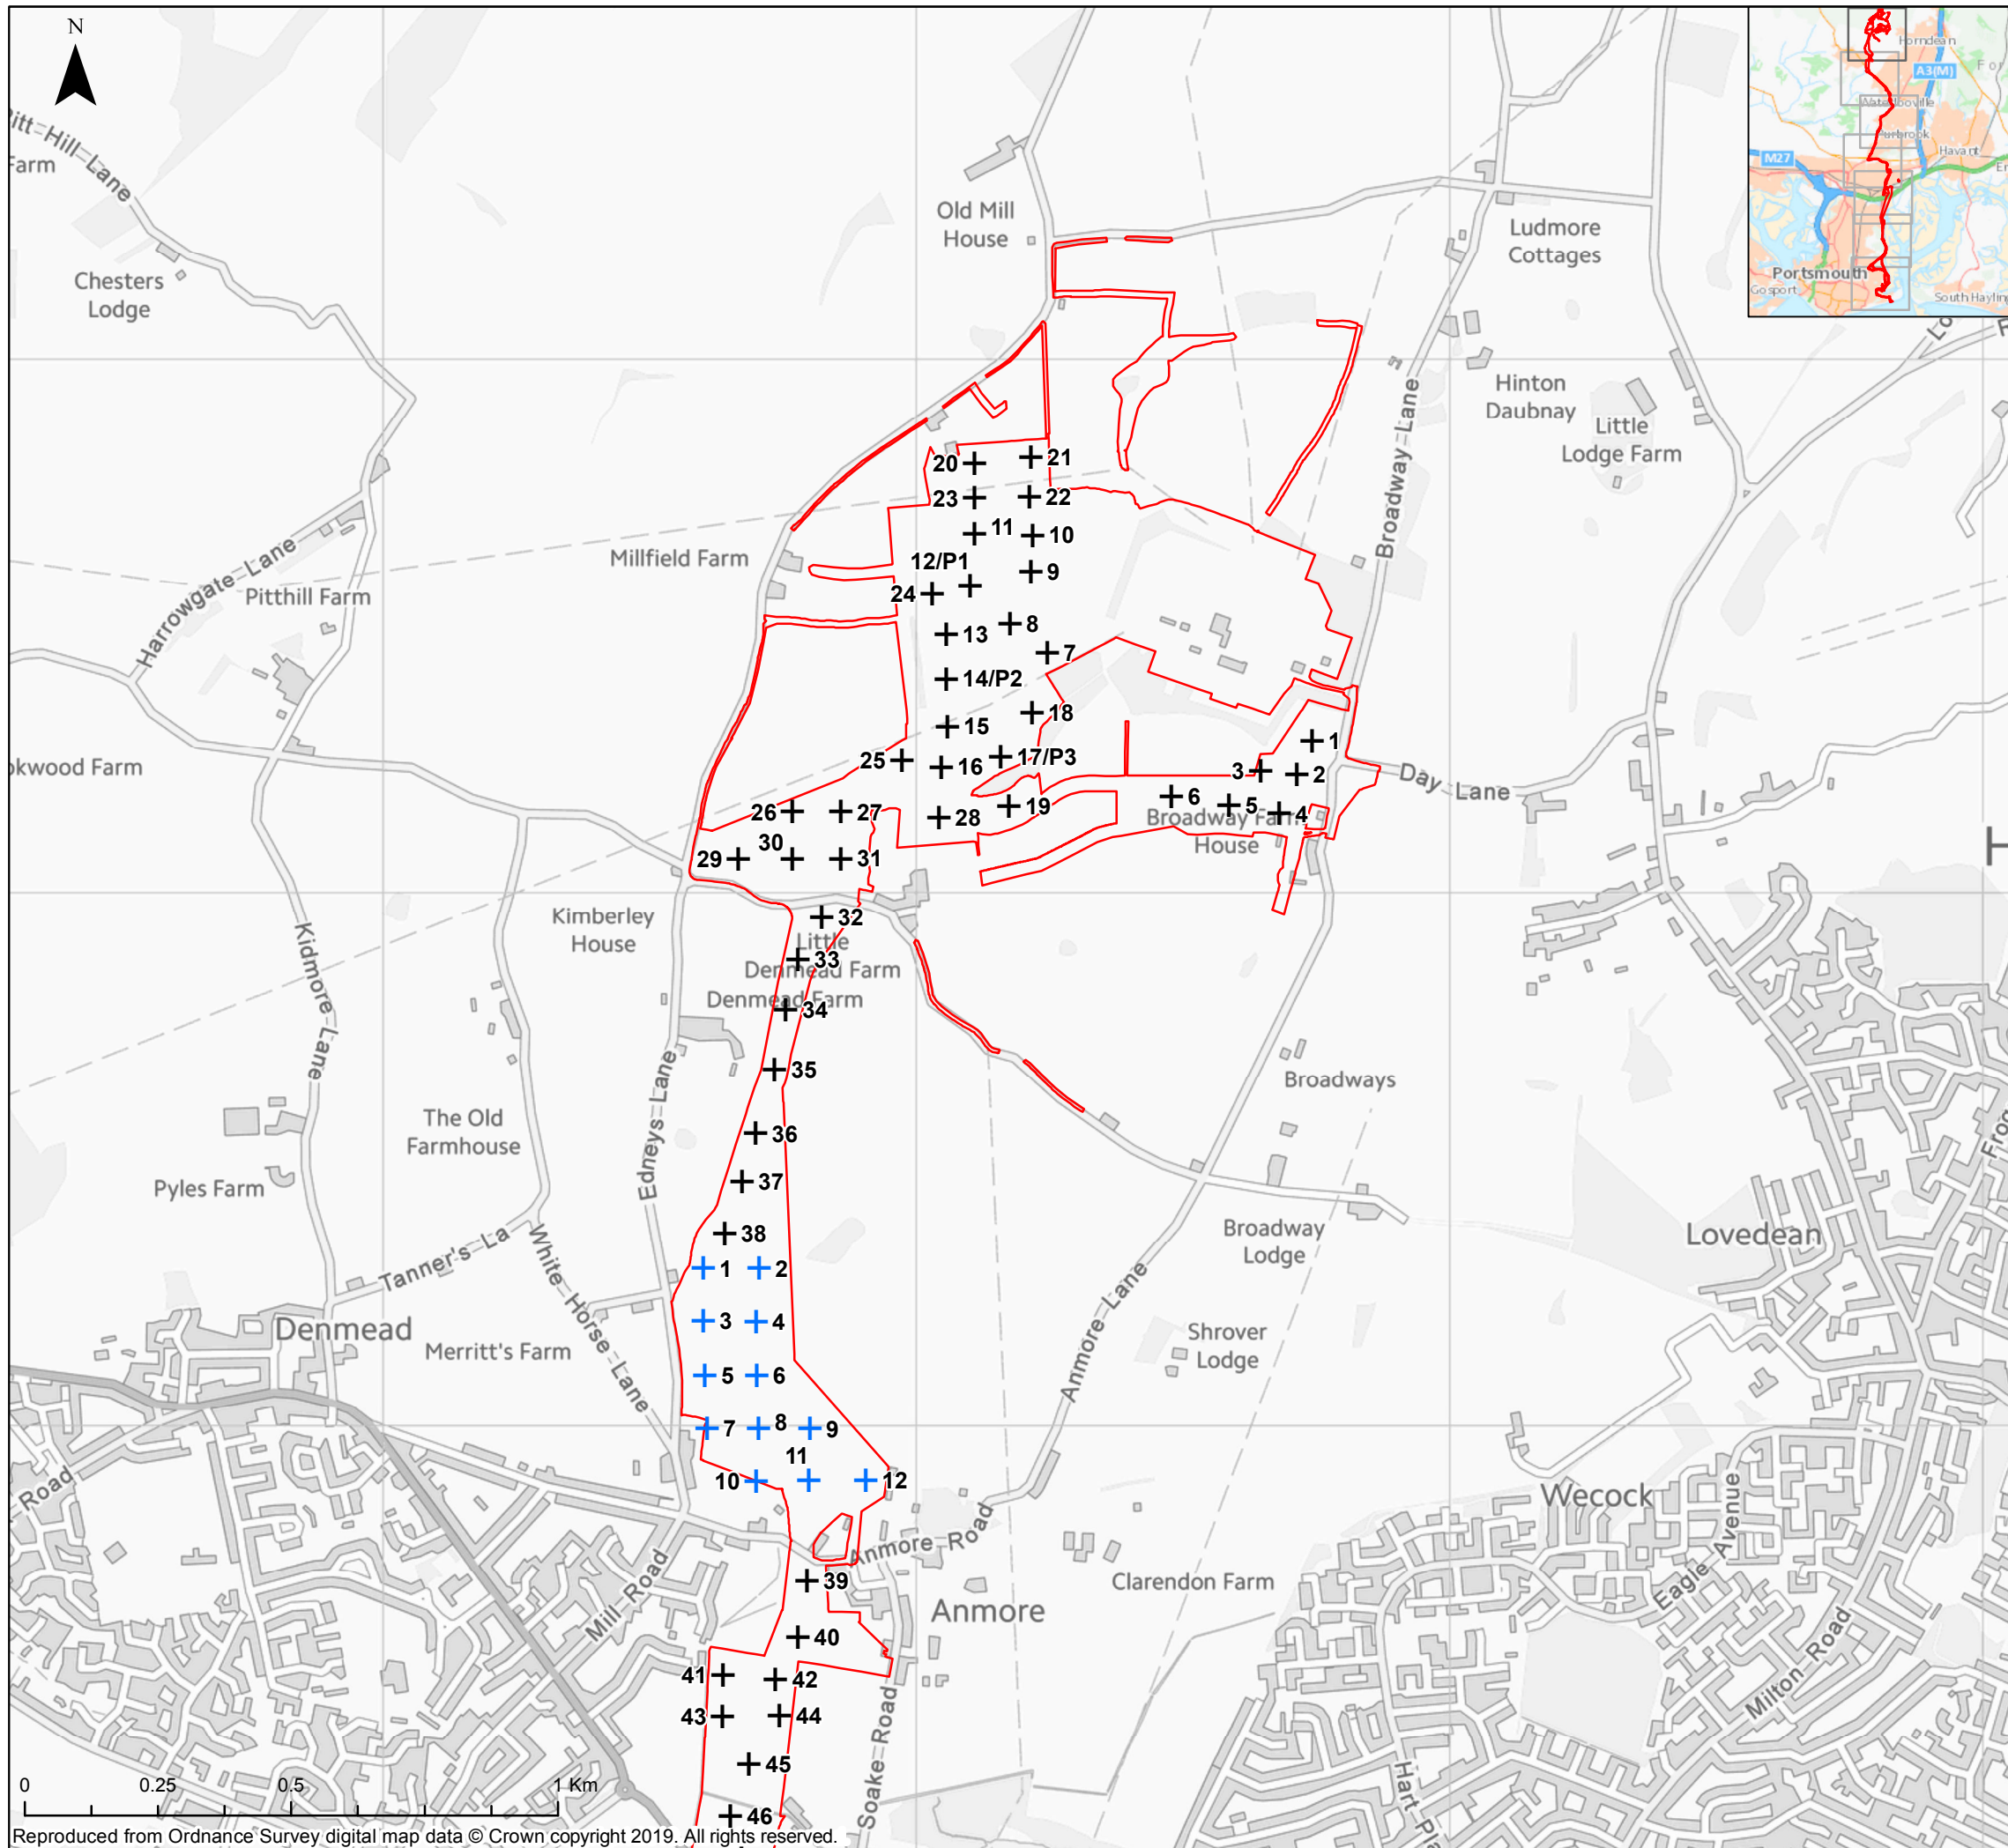 N
itt-Hill Lane
Farm
Chesters
Lodge
Old Mill
House
Ludmore
Cottages
Horndean
A3(M)
For
Waterlooville
Purbrook
Havant
M27
Portsmouth
Gosport
South Hayling
Hinton
Daubnay
Little
Lodge Farm
Broadway-Lane
20
21
23
22
11
10
12/P1
9
24
8
13
7
14/P2
18
15
25
16
17/P3
1
3
2
6
5
4
19
26
27
28
29
30
31
Millfield Farm
Harrowgate-Lane
Pitthill Farm
okwood Farm
Day-Lane
Broadway Farm
House
H
Kimberley
House
32
Little
33
Denmead Farm
Denmead Farm
34
35
Kidmore-Lane
The Old
Farmhouse
Edneys-Lane
Pyles Farm
36
37
38
Broadways
Broadway
Lodge
Lovedean
Frog
Tanner's-La
White-Horse-Lane
1
2
3
4
5
6
7
8
9
10
11
12
Denmead
Merritt's Farm
Shrover
Lodge
Anmore-Lane
Road
Wecock
Eagle-Avenue
Milton-Road
Anmore-Road
Mill-Road
39
Anmore
Clarendon Farm
40
41
42
43
44
45
46
Soake-Road
Hart-Pla
0
0.25
0.5
1 Km
Reproduced from Ordnance Survey digital map data © Crown copyright 2019. All rights reserved.